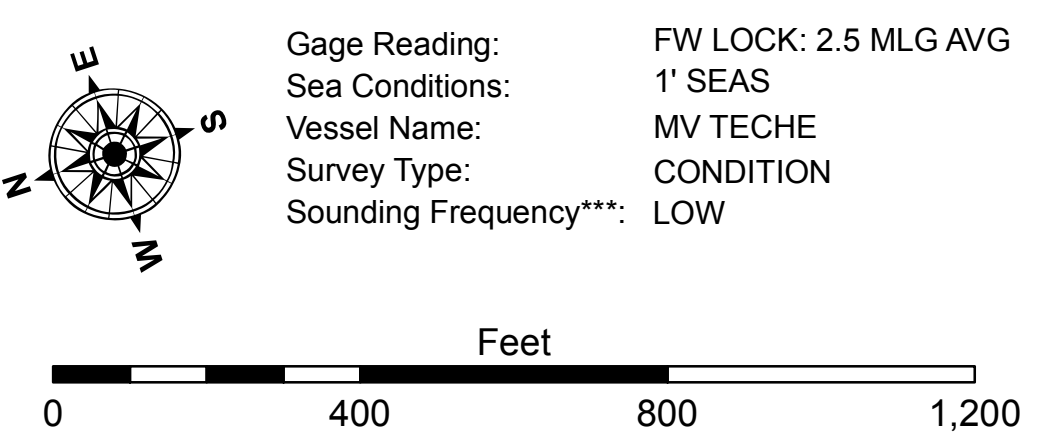 E
S
N
W
Gage Reading: FW LOCK: 2.5 MLG AVG
Sea Conditions: 1' SEAS
Vessel Name: MV TECHE
Survey Type: CONDITION
Sounding Frequency***: LOW
Feet
0 400 800 1,200